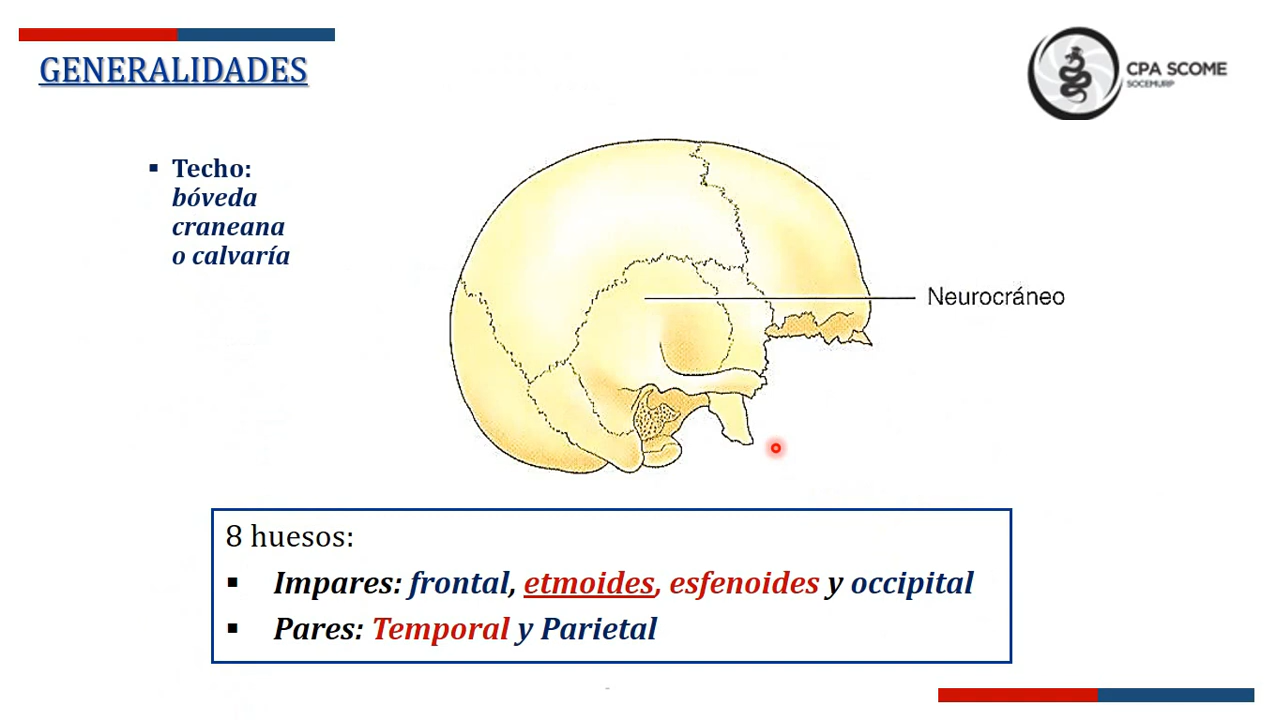 GENERALIDADES
CPA SCOME
SOCEMURP
▪ Techo:
bóveda
craneana
o calvaría
Neurocráneo
8 huesos:
▪ Impares: frontal, etmoides, esfenoides y occipital
▪ Pares: Temporal y Parietal